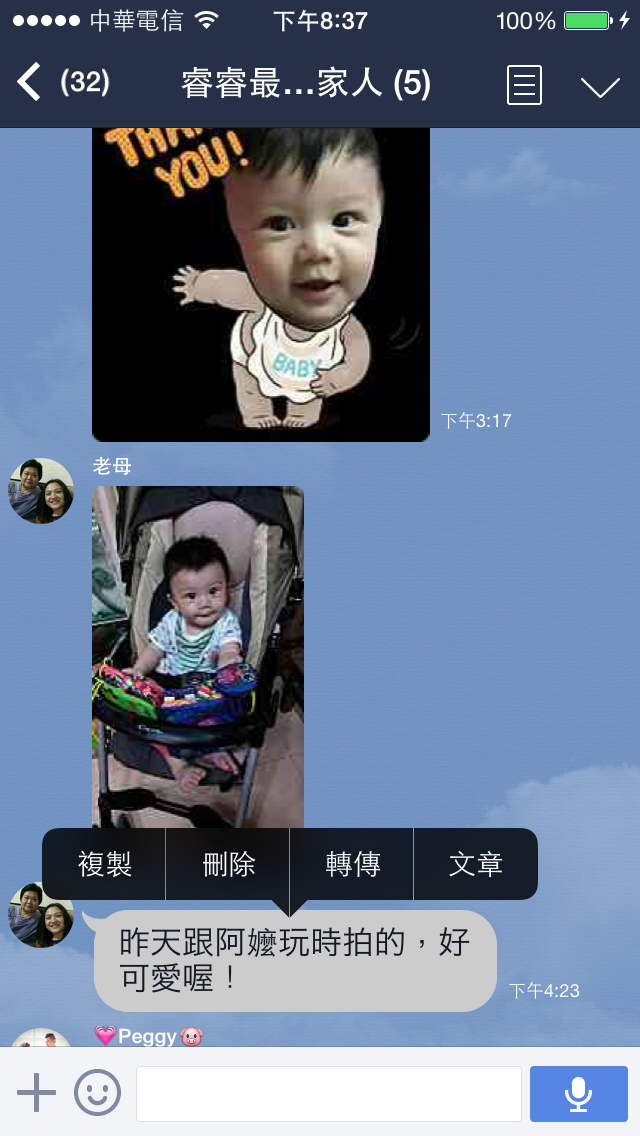 中華電信
下午8:37
100%
(32)
睿睿最...家人 (5)
THAN
YOU!
BABY
下午3:17
老母
複製
刪除
轉傳
文章
昨天跟阿嬤玩時拍的，好
可愛喔！
下午4:23
Peggy